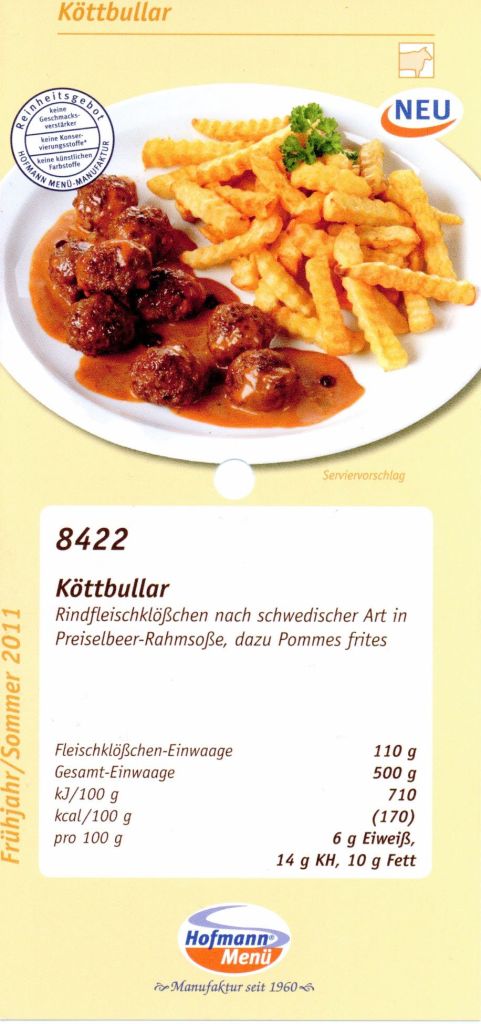 Köttbullar
Reinheitsgebot
keine
Geschmacks-
verstärker
keine Konser-
vierungsstoffe*
keine künstlichen
Farbstoffe
HOFMANN MENÜ-MANUFAKTUR
NEU
Serviervorschlag
8422
Köttbullar
Rindfleischklößchen nach schwedischer Art in
Preiselbeer-Rahmsoße, dazu Pommes frites
Fleischklößchen-Einwaage 110 g
Gesamt-Einwaage 500 g
kJ/100 g 710
kcal/100 g (170)
pro 100 g 6 g Eiweiß,
14 g KH, 10 g Fett
Frühjahr/Sommer 2011
Hofmann®
Menü
Manufaktur seit 1960